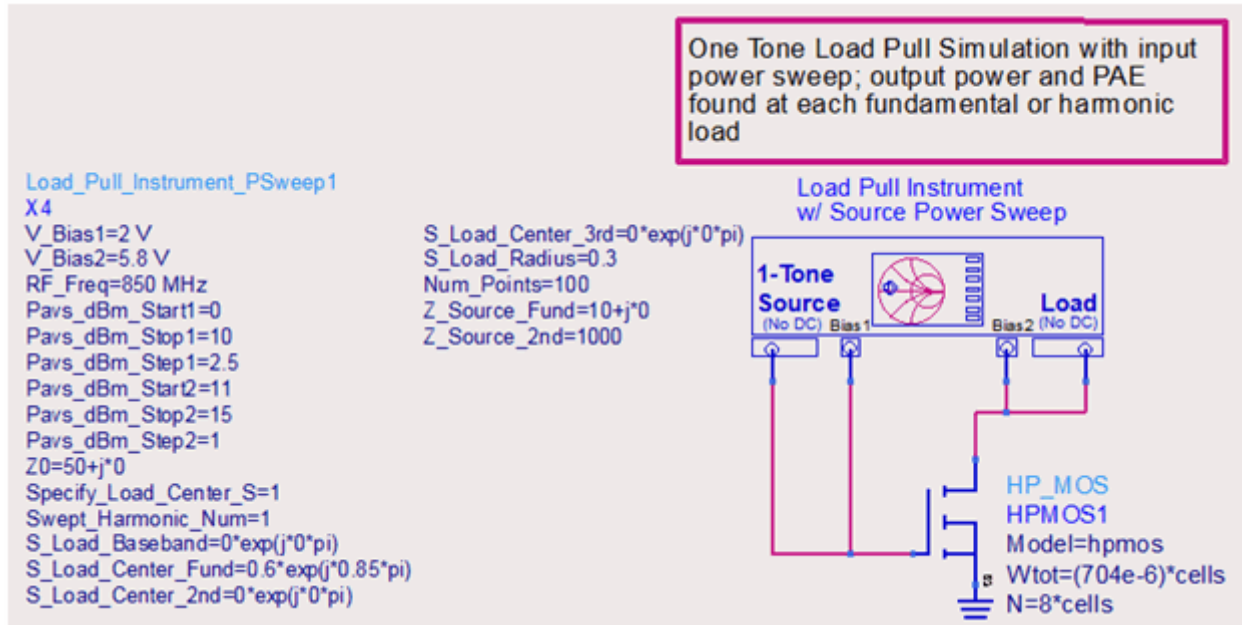 One Tone Load Pull Simulation with input
power sweep; output power and PAE
found at each fundamental or harmonic
load
Load_Pull_Instrument_PSweep1
X4
V_Bias1=2 V
V_Bias2=5.8 V
RF_Freq=850 MHz
Pavs_dBm_Start1=0
Pavs_dBm_Stop1=10
Pavs_dBm_Step1=2.5
Pavs_dBm_Start2=11
Pavs_dBm_Stop2=15
Pavs_dBm_Step2=1
Z0=50+j*0
Specify_Load_Center_S=1
Swept_Harmonic_Num=1
S_Load_Baseband=0*exp(j*0*pi)
S_Load_Center_Fund=0.6*exp(j*0.85*pi)
S_Load_Center_2nd=0*exp(j*0*pi)
S_Load_Center_3rd=0*exp(j*0*pi)
S_Load_Radius=0.3
Num_Points=100
Z_Source_Fund=10+j*0
Z_Source_2nd=1000
Load Pull Instrument
w/ Source Power Sweep
1-Tone
Source
(No DC)
Bias1
Bias2
Load
(No DC)
HP_MOS
HPMOS1
Model=hpmos
Wtot=(704e-6)*cells
N=8*cells
s